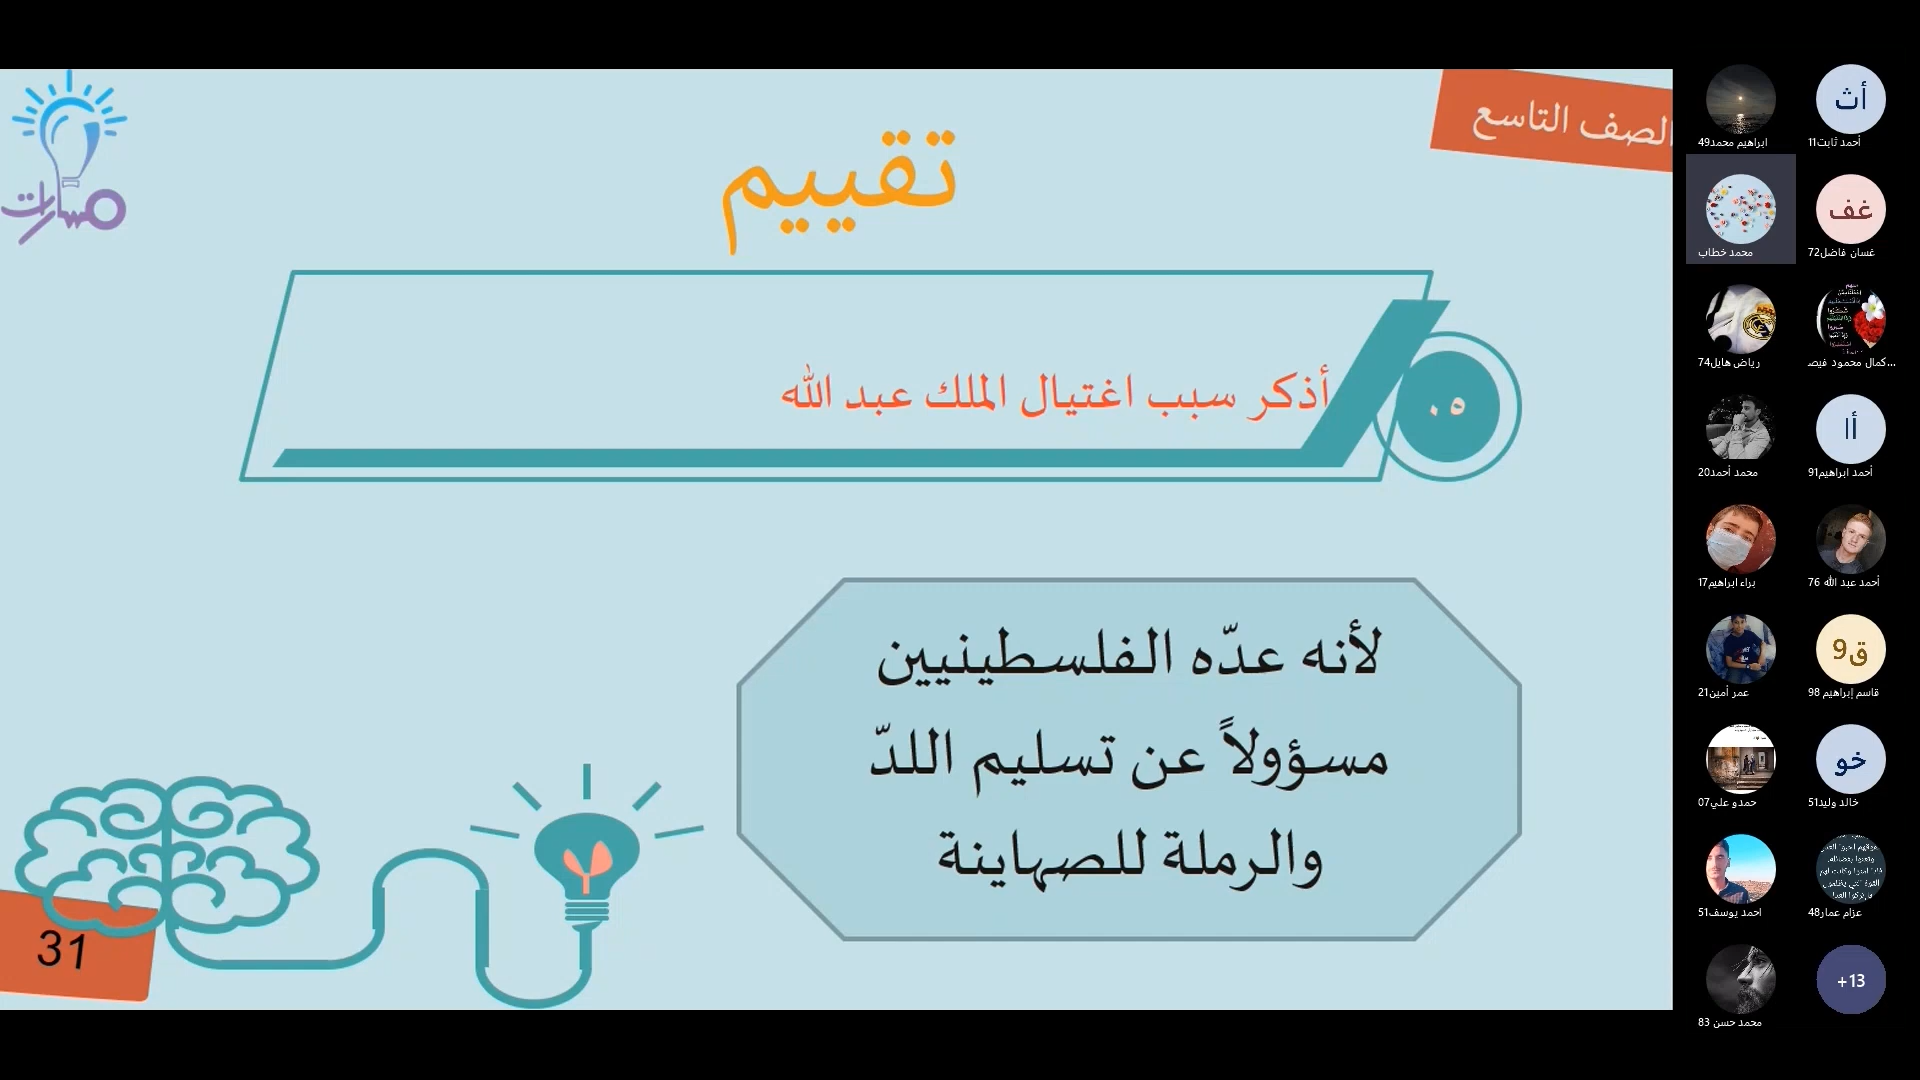 الصف التاسع
مهارات
تقييم
٠٥
أذكر سبب اغتيال الملك عبد الله
لأنه عدّه الفلسطينيين
مسؤولاً عن تسليم اللدّ
والرملة للصهاينة
31
أث
ابراهيم محمد49
أحمد ثابت11
غف
محمد خطاب
غسان فاضل72
رياض هايل74
كمال محمود فيص...
أا
محمد أحمد20
أحمد ابراهيم91
براء ابراهيم17
أحمد عبد الله 76
ق9
عمر أمين21
قاسم إبراهيم 98
خو
حمدو علي07
خالد وليد51
احمد يوسف51
عزام عمار48
محمد حسن 83
+13